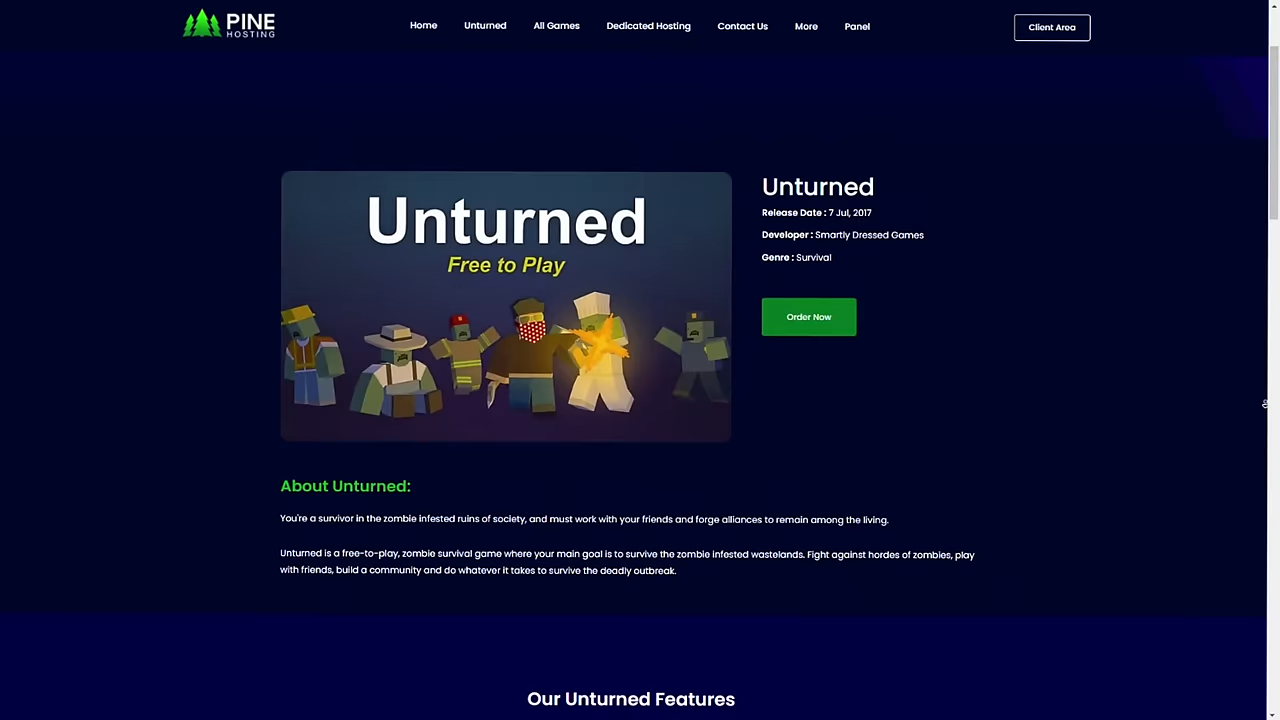 PINE
HOSTING
Home
Unturned
All Games
Dedicated Hosting
Contact Us
More
Panel
Client Area
Unturned
Free to Play
Unturned
Release Date : 7 Jul, 2017
Developer : Smartly Dressed Games
Genre : Survival
Order Now
About Unturned:
You're a survivor in the zombie infested ruins of society, and must work with your friends and forge alliances to remain among the living.
Unturned is a free-to-play, zombie survival game where your main goal is to survive the zombie infested wastelands. Fight against hordes of zombies, play
with friends, build a community and do whatever it takes to survive the deadly outbreak.
Our Unturned Features